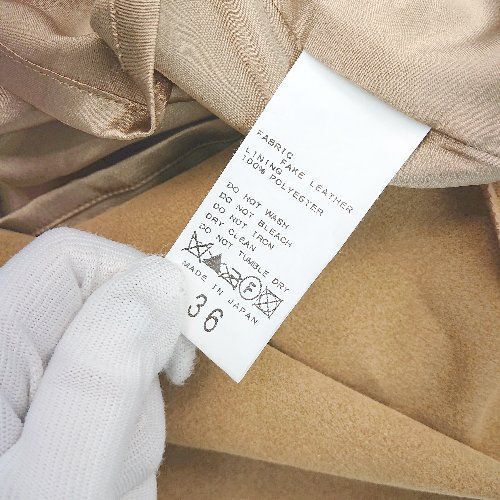 FABRIC
FAKE LEATHER
LINING
100% POLYESTER
DO NOT WASH
DO NOT BLEACH
DO NOT IRON
DRY CLEAN
DO NOT TUMBLE DRY
F
MADE IN JAPAN
36